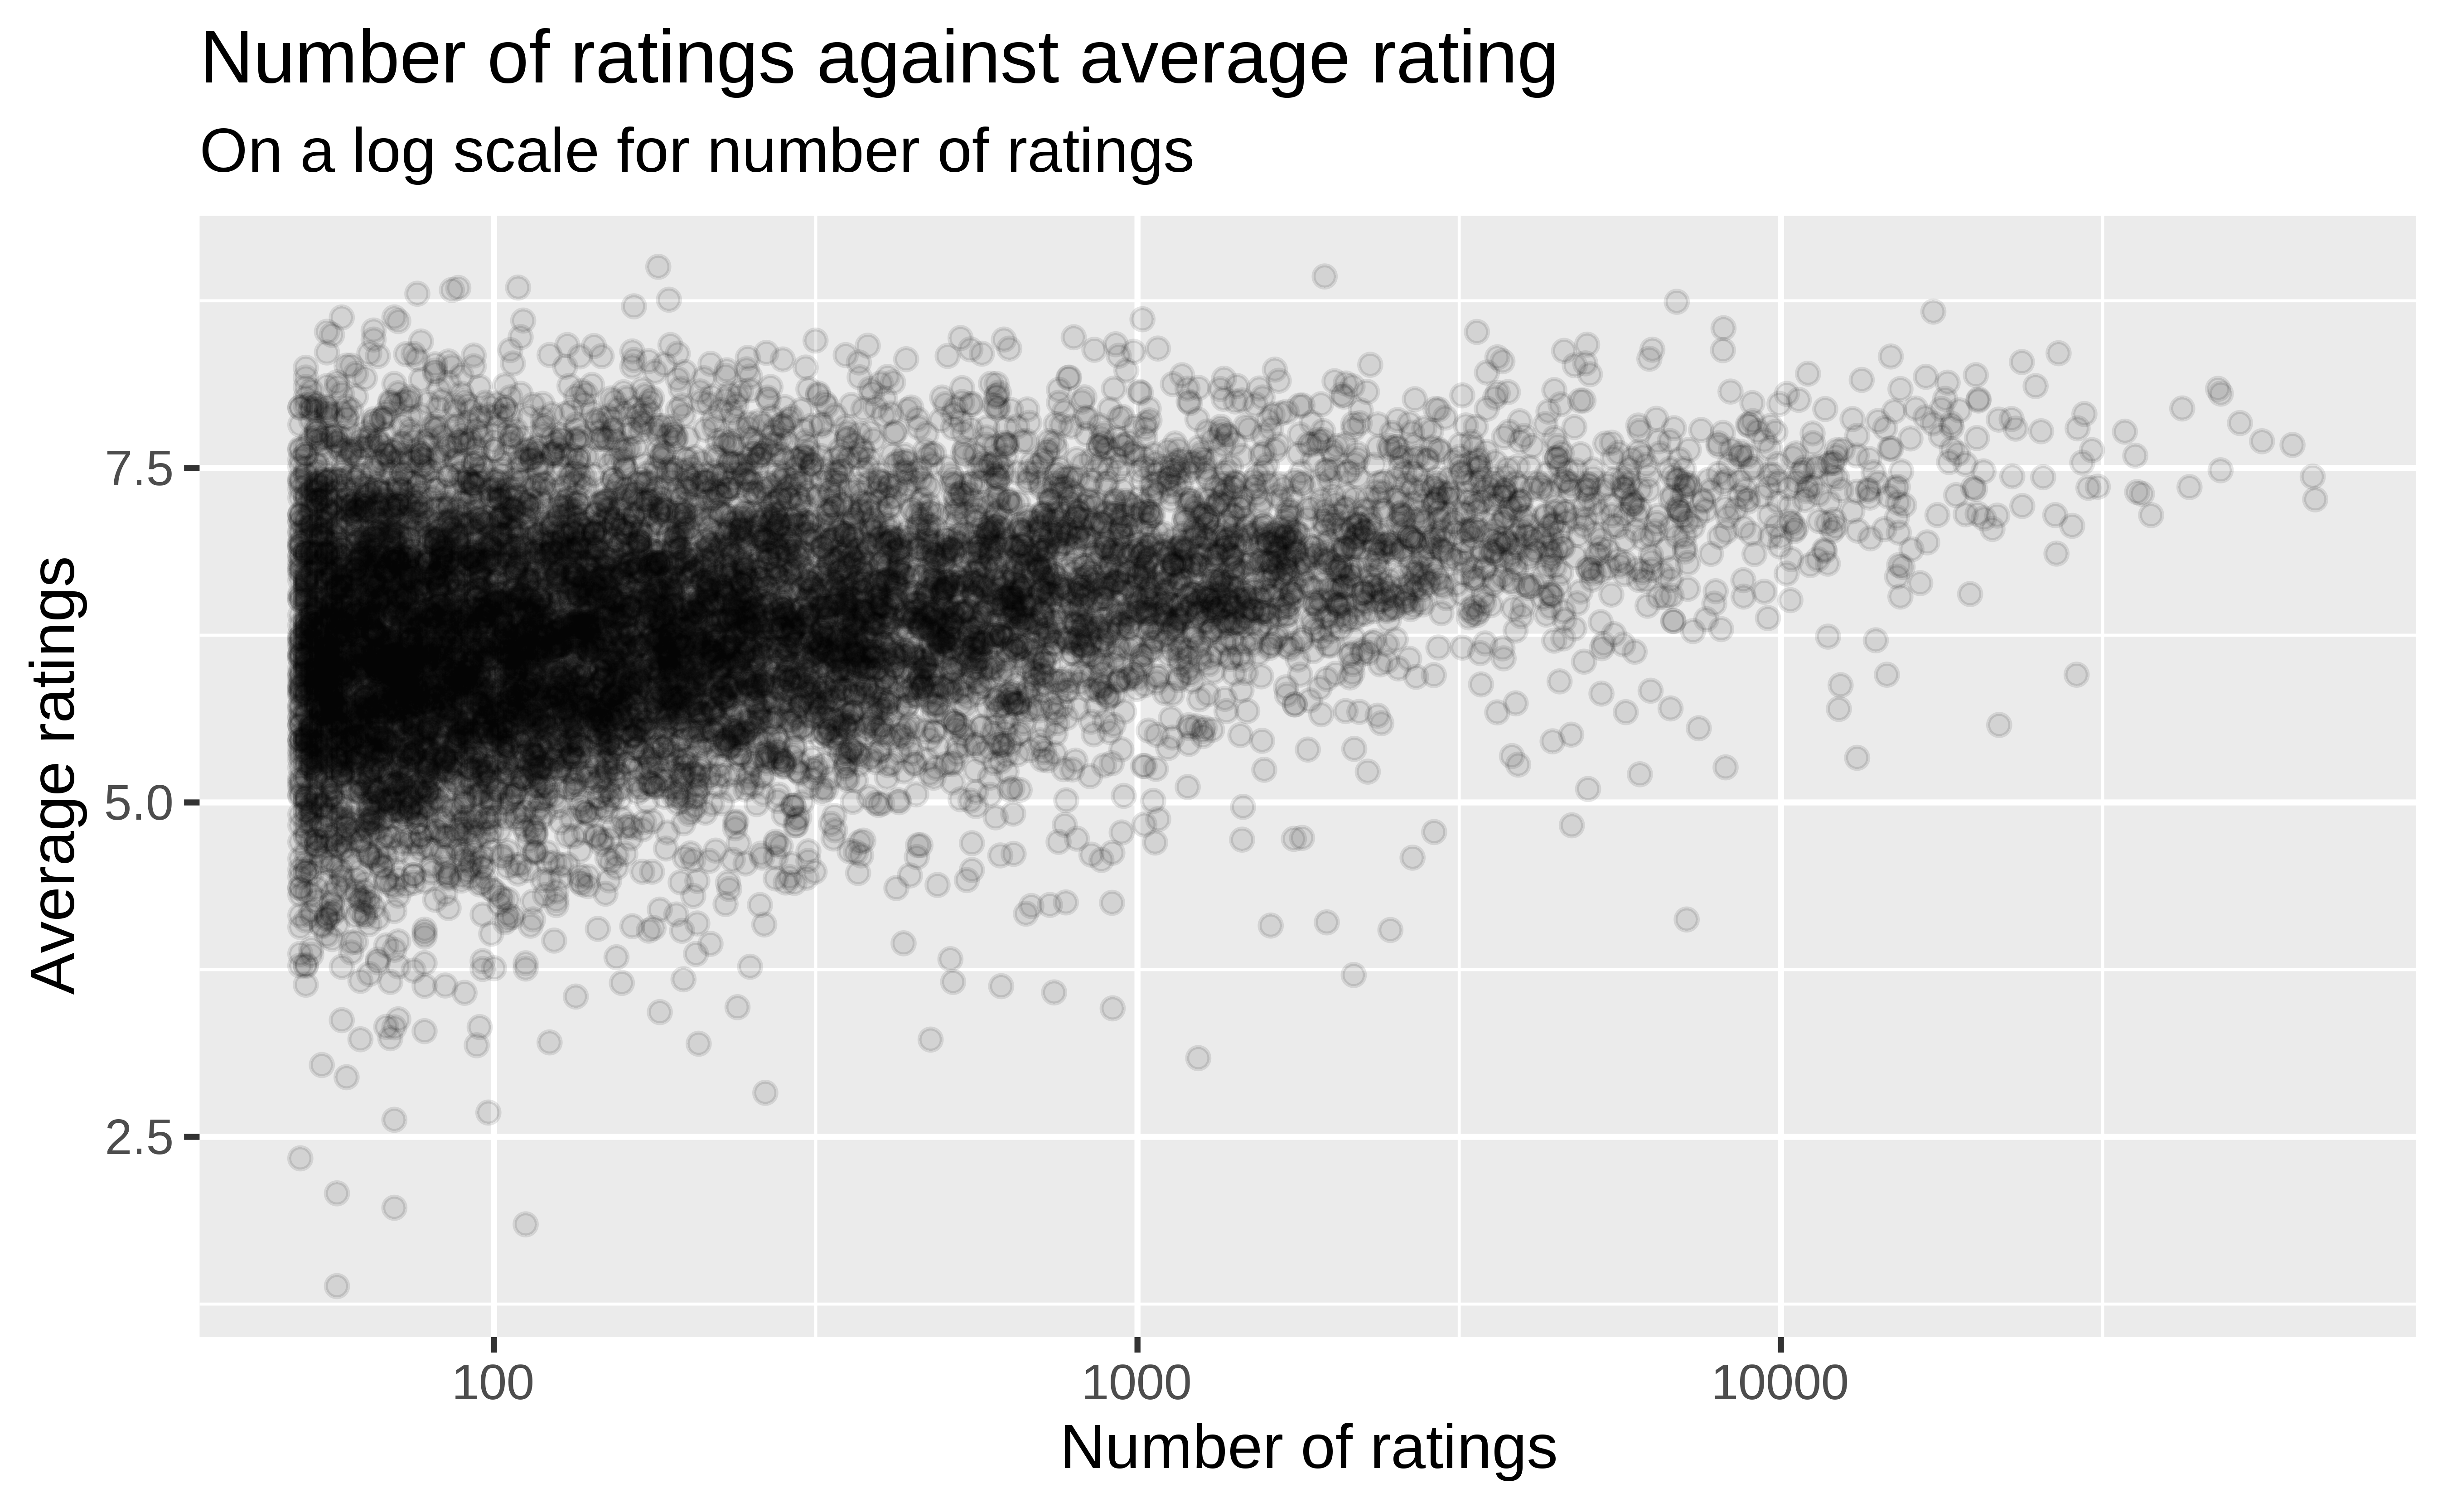 Number of ratings against average rating
On a log scale for number of ratings
Average ratings
7.5
5.0
2.5
100
1000
10000
Number of ratings